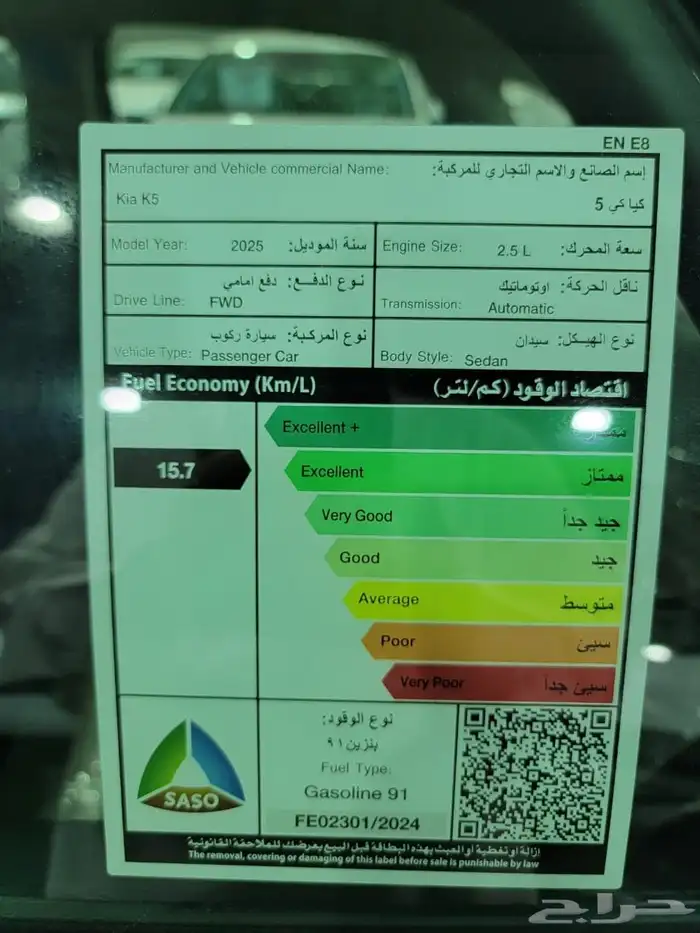 EN E8
Manufacturer and Vehicle commercial Name: إسم الصانع والاسم التجاري للمركبة:
Kia K5 كيا كي 5
Model Year: 2025 سنة الموديل:
Engine Size: 2.5 L سعة المحرك:
نوع الدفع: دفع امامي
Drive Line: FWD
ناقل الحركة: اوتوماتيك
Transmission: Automatic
نوع المركبة: سيارة ركوب
Vehicle Type: Passenger Car
نوع الهيكل: سيدان
Body Style: Sedan
Fuel Economy (Km/L) اقتصاد الوقود (كم/لتر)
Excellent +
15.7
Excellent ممتاز
Very Good جيد جداً
Good جيد
Average متوسط
Poor سيئ
Very Poor سيئ جداً
SASO
نوع الوقود:
بنزين ٩١
Fuel Type:
Gasoline 91
FE02301/2024
إزالة أو تغطية أو العبث بهذه البطاقة قبل البيع يعرضك للملاحقة القانونية
The removal, covering or damaging of this label before sale is punishable by law
حراج